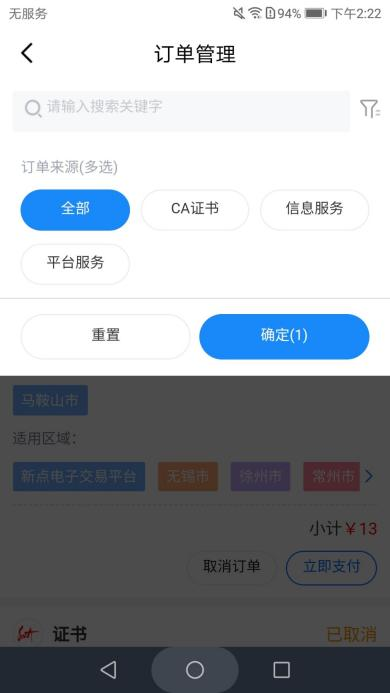 无服务 94% 下午2:22
订单管理
请输入搜索关键字
订单来源(多选)
全部 CA证书 信息服务
平台服务
重置 确定(1)
马鞍山市
适用区域:
新点电子交易平台 无锡市 徐州市 常州市
小计￥13
取消订单 立即支付
证书 已取消